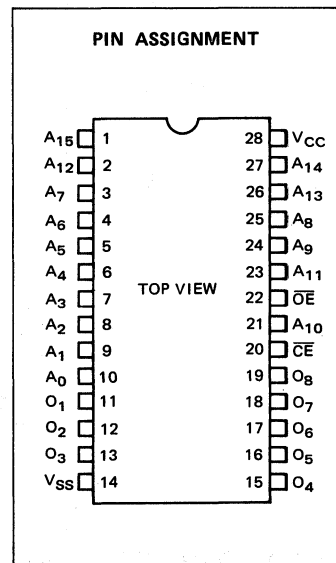 PIN ASSIGNMENT
A15 1 28 VCC
A12 2 27 A14
A7 3 26 A13
A6 4 25 A8
A5 5 24 A9
A4 6 23 A11
A3 7 TOP VIEW 22 O̅E̅
A2 8 21 A10
A1 9 20 C̅E̅
A0 10 19 O8
O1 11 18 O7
O2 12 17 O6
O3 13 16 O5
VSS 14 15 O4